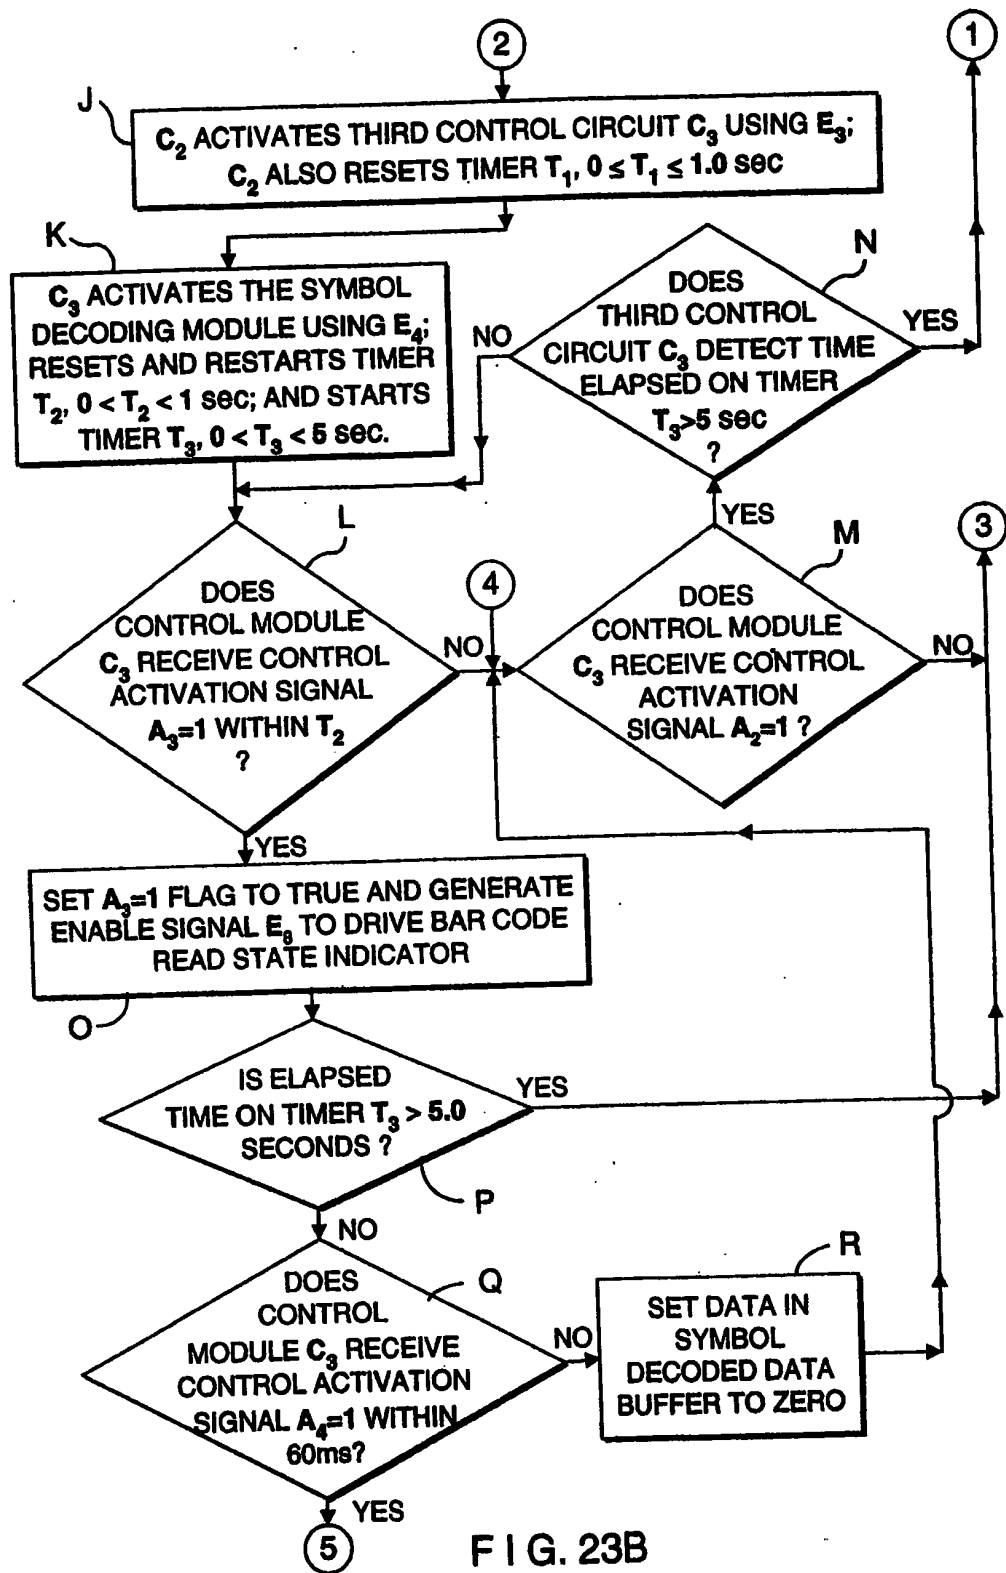 2
1
J
C2 ACTIVATES THIRD CONTROL CIRCUIT C3 USING E3;
C2 ALSO RESETS TIMER T1, 0 ≤ T1 ≤ 1.0 sec
K
C3 ACTIVATES THE SYMBOL
DECODING MODULE USING E4;
RESETS AND RESTARTS TIMER
T2, 0 < T2 < 1 sec; AND STARTS
TIMER T3, 0 < T3 < 5 sec.
N
DOES
THIRD CONTROL
CIRCUIT C3 DETECT TIME
ELAPSED ON TIMER
T3>5 sec
?
NO
YES
L
DOES
CONTROL MODULE
C3 RECEIVE CONTROL
ACTIVATION SIGNAL
A3=1 WITHIN T2
?
NO
YES
4
M
DOES
CONTROL MODULE
C3 RECEIVE CONTROL
ACTIVATION
SIGNAL A2=1 ?
YES
NO
3
SET A3=1 FLAG TO TRUE AND GENERATE
ENABLE SIGNAL E8 TO DRIVE BAR CODE
READ STATE INDICATOR
O
IS ELAPSED
TIME ON TIMER T3 > 5.0
SECONDS ?
YES
P
NO
Q
DOES
CONTROL
MODULE C3 RECEIVE
CONTROL ACTIVATION
SIGNAL A4=1 WITHIN
60ms?
NO
R
SET DATA IN
SYMBOL
DECODED DATA
BUFFER TO ZERO
YES
5
FIG. 23B